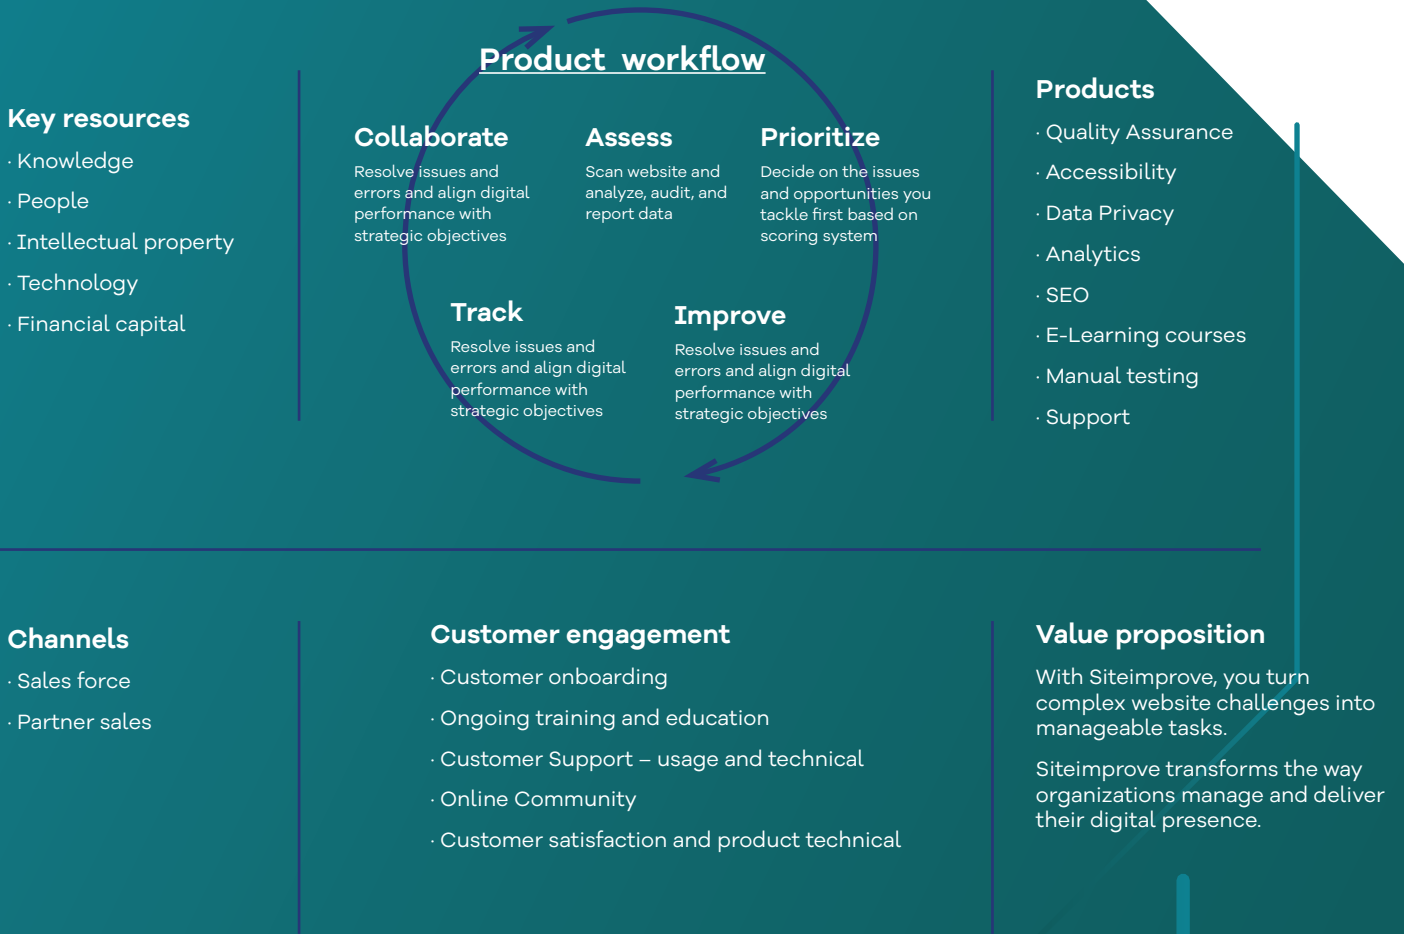 Product workflow
Key resources
· Knowledge
· People
· Intellectual property
· Technology
· Financial capital
Collaborate
Resolve issues and
errors and align digital
performance with
strategic objectives
Assess
Scan website and
analyze, audit, and
report data
Prioritize
Decide on the issues
and opportunities you
tackle first based on
scoring system
Track
Resolve issues and
errors and align digital
performance with
strategic objectives
Improve
Resolve issues and
errors and align digital
performance with
strategic objectives
Products
· Quality Assurance
· Accessibility
· Data Privacy
· Analytics
· SEO
· E-Learning courses
· Manual testing
· Support
Channels
· Sales force
· Partner sales
Customer engagement
· Customer onboarding
· Ongoing training and education
· Customer Support – usage and technical
· Online Community
· Customer satisfaction and product technical
Value proposition
With Siteimprove, you turn
complex website challenges into
manageable tasks.
Siteimprove transforms the way
organizations manage and deliver
their digital presence.